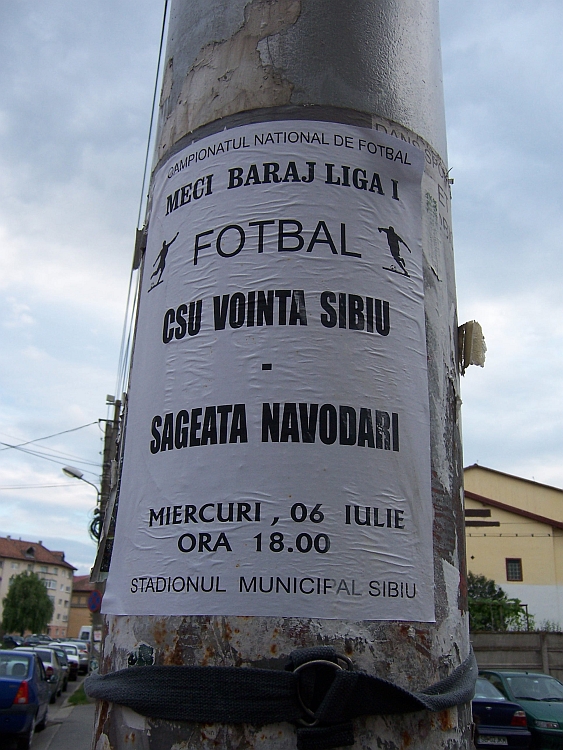 CAMPIONATUL NATIONAL DE FOTBAL
MECI BARAJ LIGA I
FOTBAL
CSU VOINTA SIBIU
-
SAGEATA NAVODARI
MIERCURI, 06 IULIE
ORA 18.00
STADIONUL MUNICIPAL SIBIU